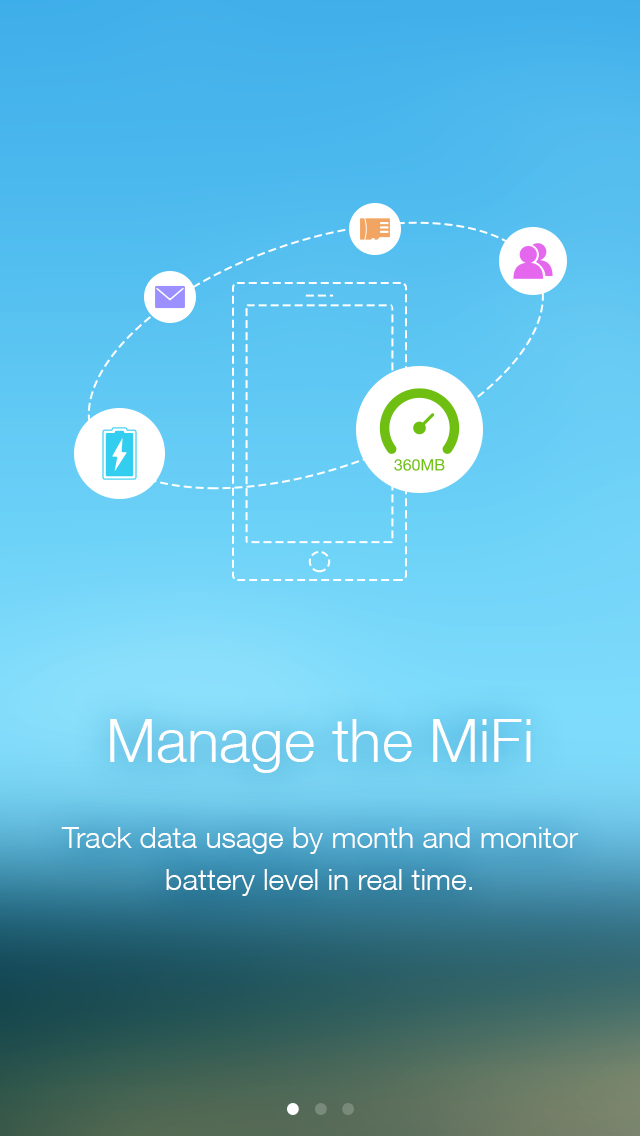 360MB
Manage the MiFi
Track data usage by month and monitor
battery level in real time.